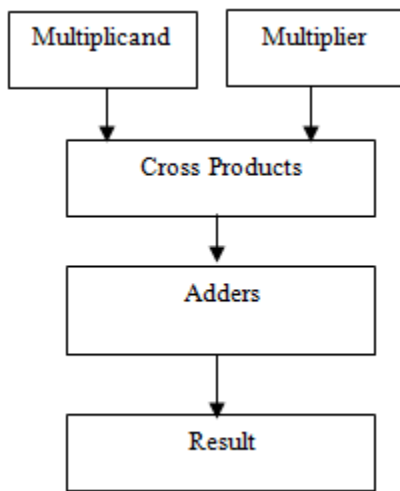 Multiplicand
Multiplier
Cross Products
Adders
Result